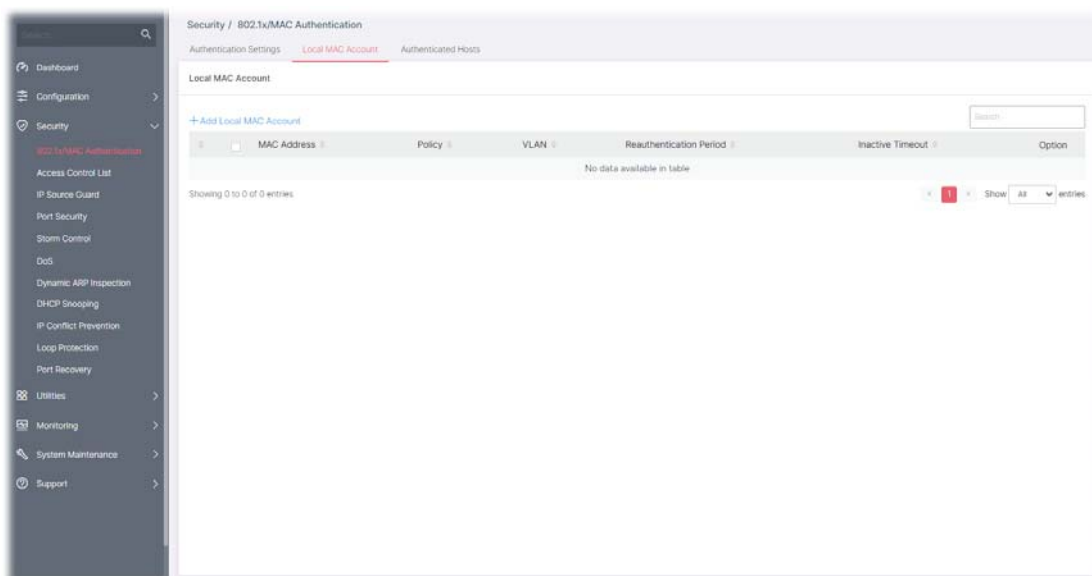 Security / 802.1x/MAC Authentication
Search
Authentication Settings Local MAC Account Authenticated Hosts
Dashboard
Local MAC Account
Configuration
+Add Local MAC Account Search
Security
MAC Address Policy VLAN Reauthentication Period Inactive Timeout Option
802.1x/MAC Authentication
No data available in table
Access Control List
Showing 0 to 0 of 0 entries 1 Show All entries
IP Source Guard
Port Security
Storm Control
DoS
Dynamic ARP Inspection
DHCP Snooping
IP Conflict Prevention
Loop Protection
Port Recovery
Utilities
Monitoring
System Maintenance
Support